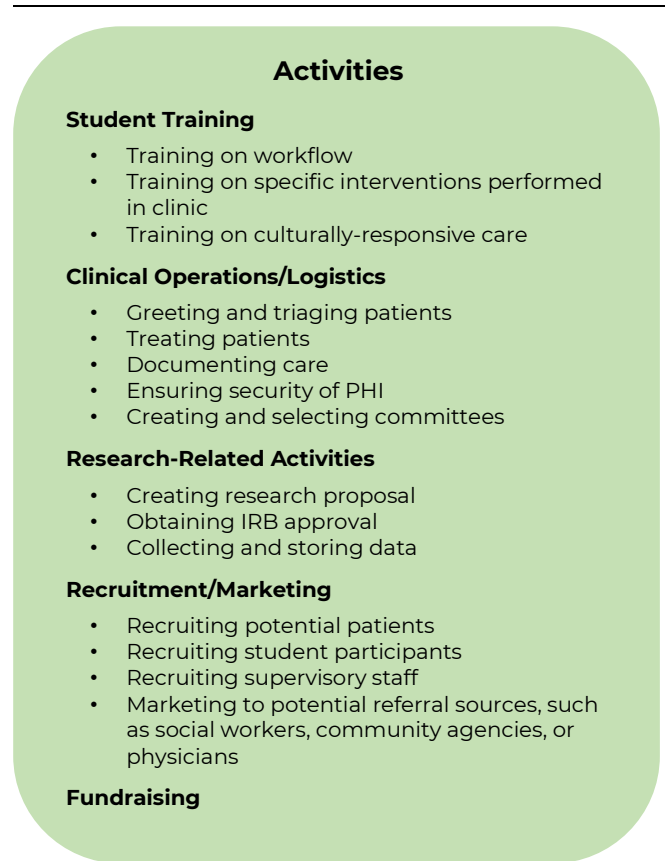 Activities
Student Training
• Training on workflow
• Training on specific interventions performed
in clinic
• Training on culturally-responsive care
Clinical Operations/Logistics
• Greeting and triaging patients
• Treating patients
• Documenting care
• Ensuring security of PHI
• Creating and selecting committees
Research-Related Activities
• Creating research proposal
• Obtaining IRB approval
• Collecting and storing data
Recruitment/Marketing
• Recruiting potential patients
• Recruiting student participants
• Recruiting supervisory staff
• Marketing to potential referral sources, such
as social workers, community agencies, or
physicians
Fundraising